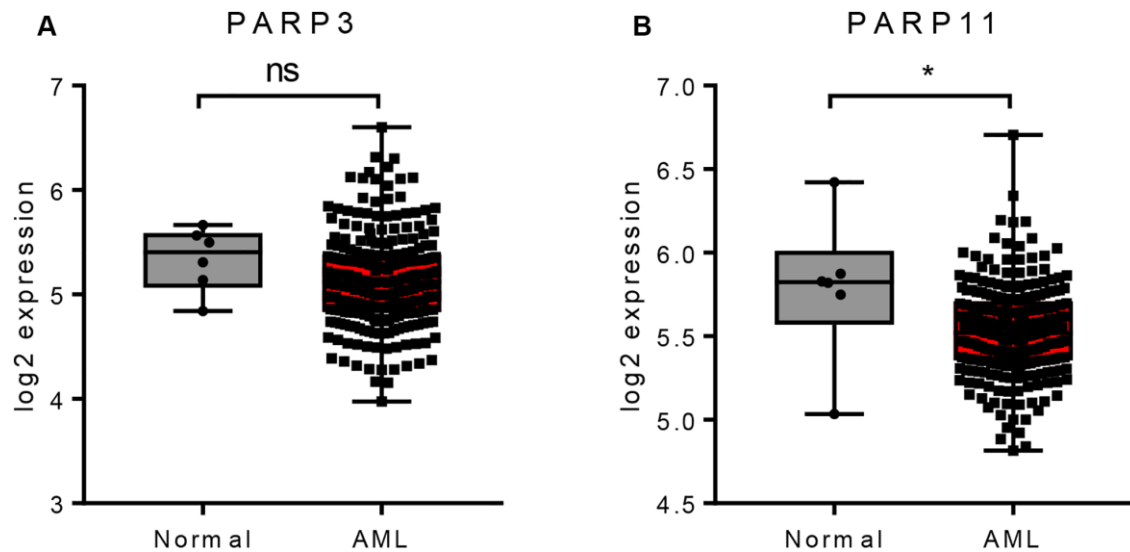 A PARP3
ns
7
6
5
4
3
log2 expression
Normal AML
B PARP11
*
7.0
6.5
6.0
5.5
5.0
4.5
log2 expression
Normal AML